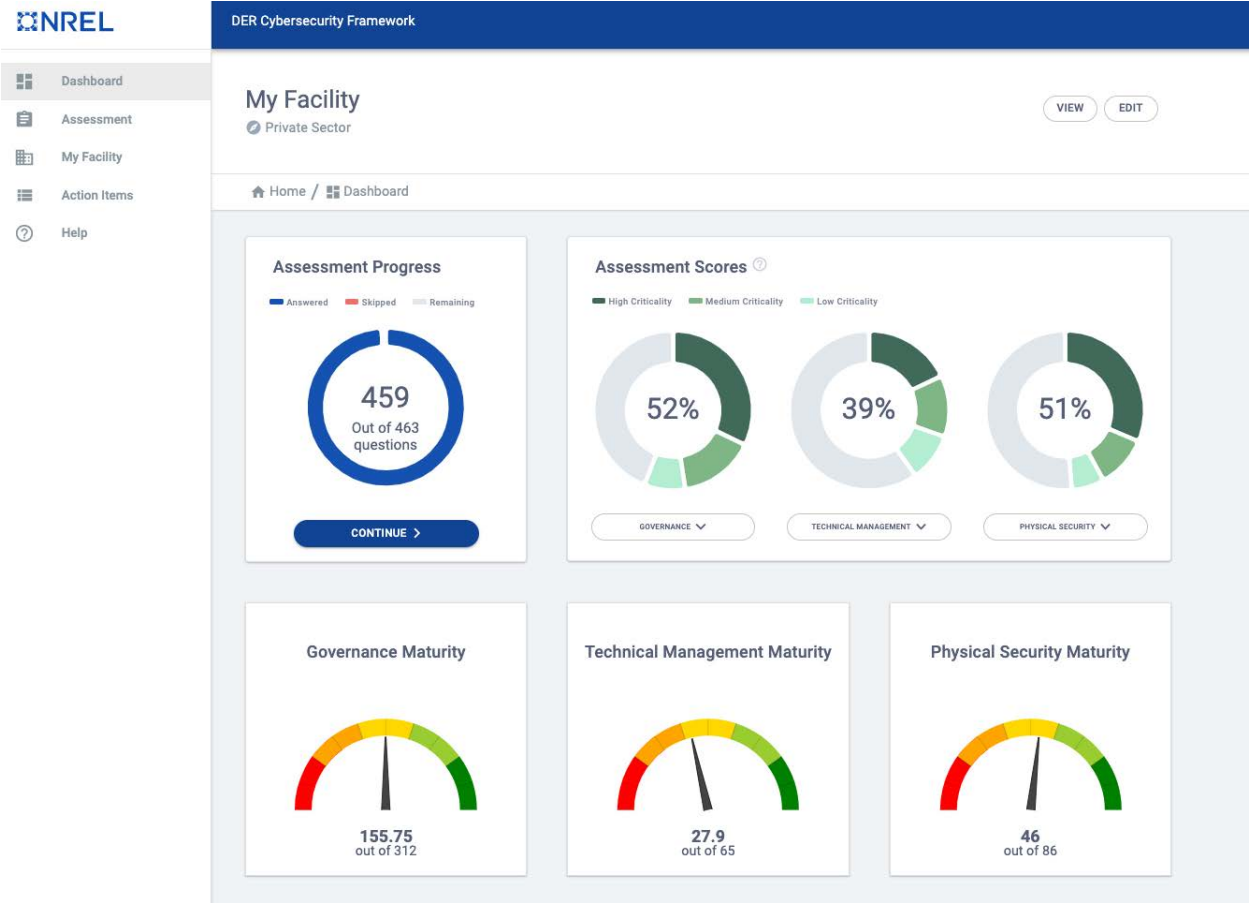 NREL
DER Cybersecurity Framework
Dashboard
Assessment
My Facility
Action Items
Help
My Facility
Private Sector
VIEW
EDIT
Home / Dashboard
Assessment Progress
Answered Skipped Remaining
459
Out of 463
questions
CONTINUE
Assessment Scores
High Criticality Medium Criticality Low Criticality
52% 39% 51%
GOVERNANCE TECHNICAL MANAGEMENT PHYSICAL SECURITY
Governance Maturity
155.75
out of 312
Technical Management Maturity
27.9
out of 65
Physical Security Maturity
46
out of 86